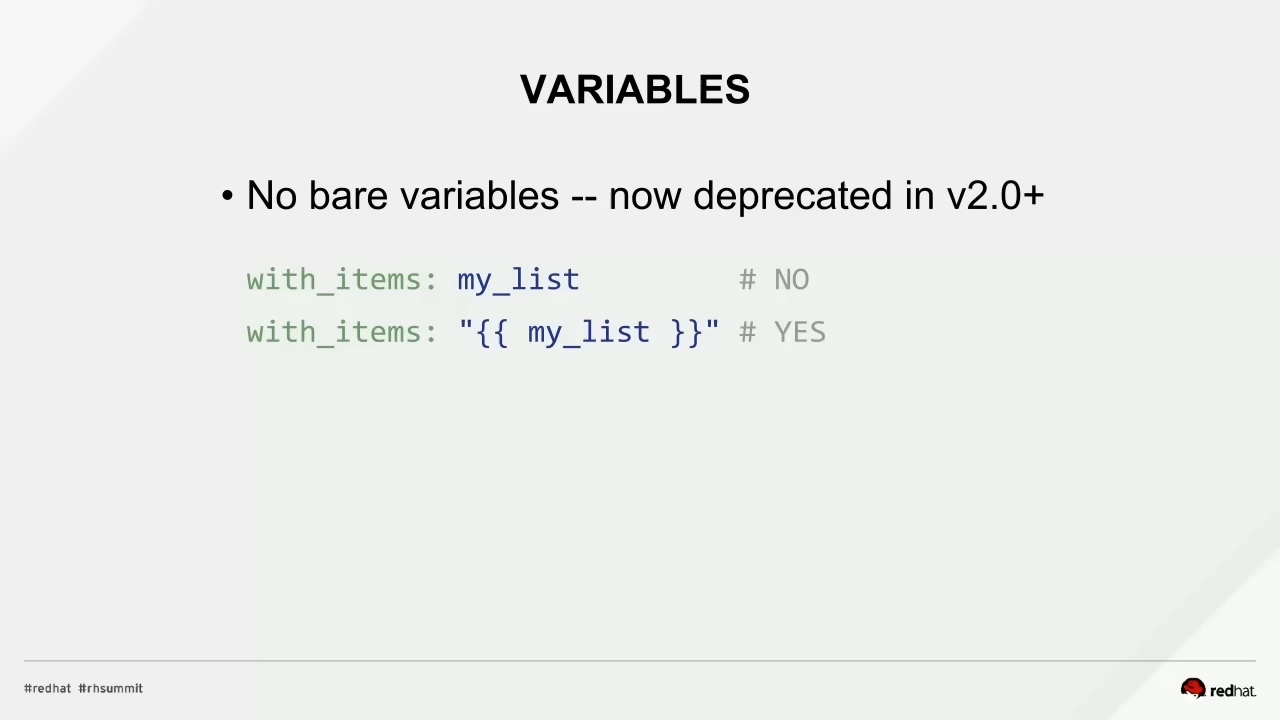 VARIABLES
• No bare variables -- now deprecated in v2.0+
with_items: my_list         # NO
with_items: "{{ my_list }}" # YES
#redhat #rhsummit
redhat.